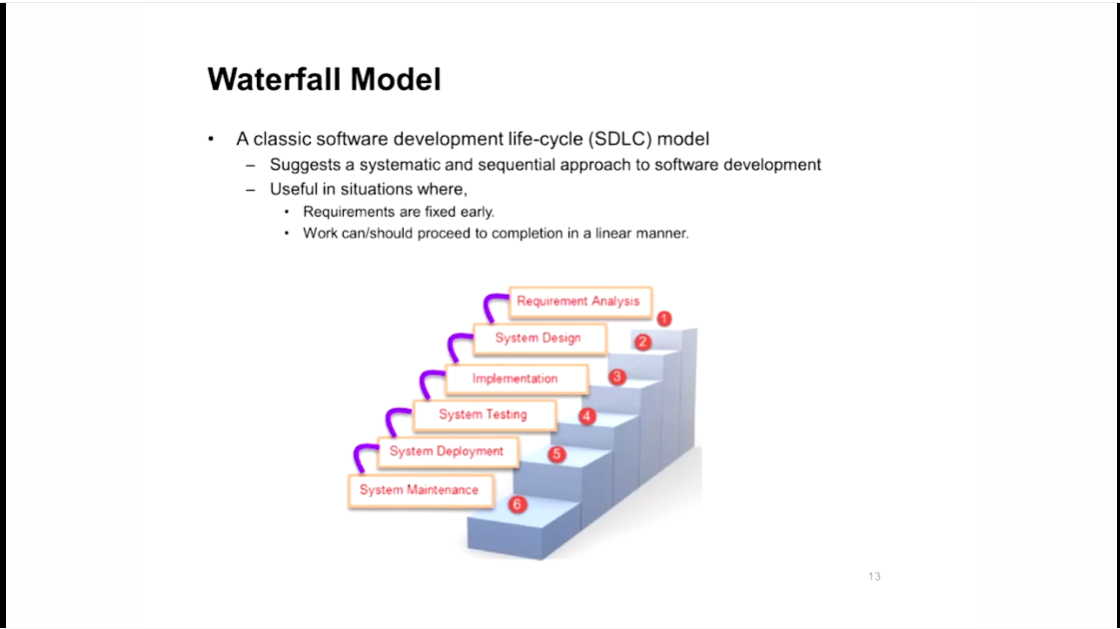 Waterfall Model
• A classic software development life-cycle (SDLC) model
– Suggests a systematic and sequential approach to software development
– Useful in situations where,
• Requirements are fixed early.
• Work can/should proceed to completion in a linear manner.
Requirement Analysis
1
System Design
2
Implementation
3
System Testing
4
System Deployment
5
System Maintenance
6
13